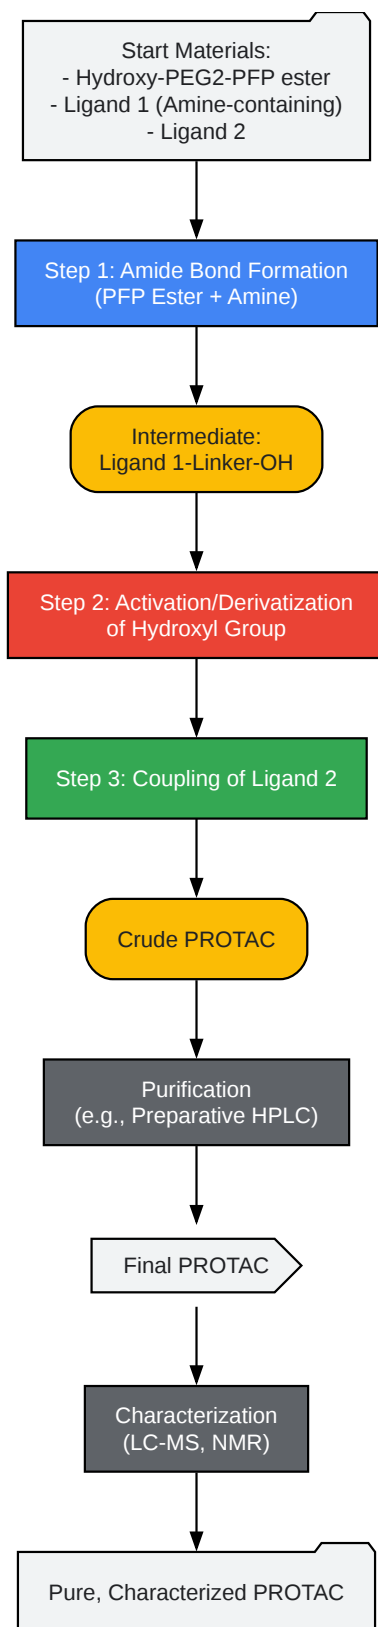 Start Materials:
- Hydroxy-PEG2-PFP ester
- Ligand 1 (Amine-containing)
- Ligand 2
Step 1: Amide Bond Formation
(PFP Ester + Amine)
Intermediate:
Ligand 1-Linker-OH
Step 2: Activation/Derivatization
of Hydroxyl Group
Step 3: Coupling of Ligand 2
Crude PROTAC
Purification
(e.g., Preparative HPLC)
Final PROTAC
Characterization
(LC-MS, NMR)
Pure, Characterized PROTAC